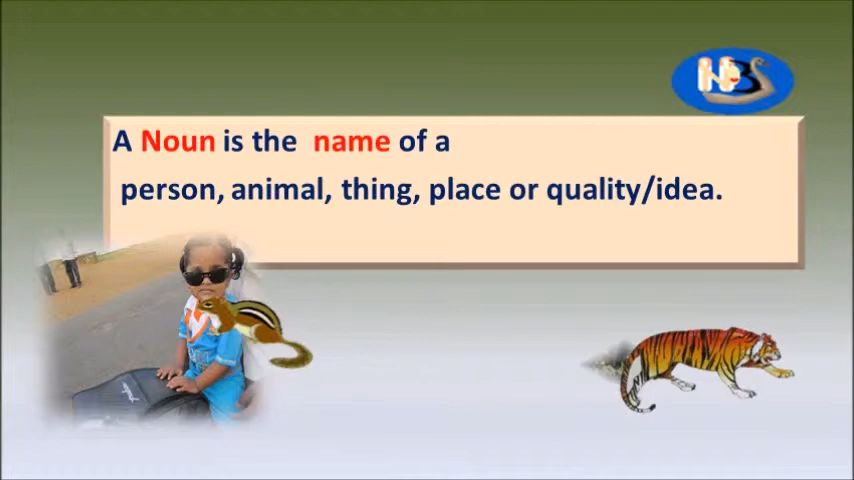 A Noun is the name of a
person, animal, thing, place or quality/idea.